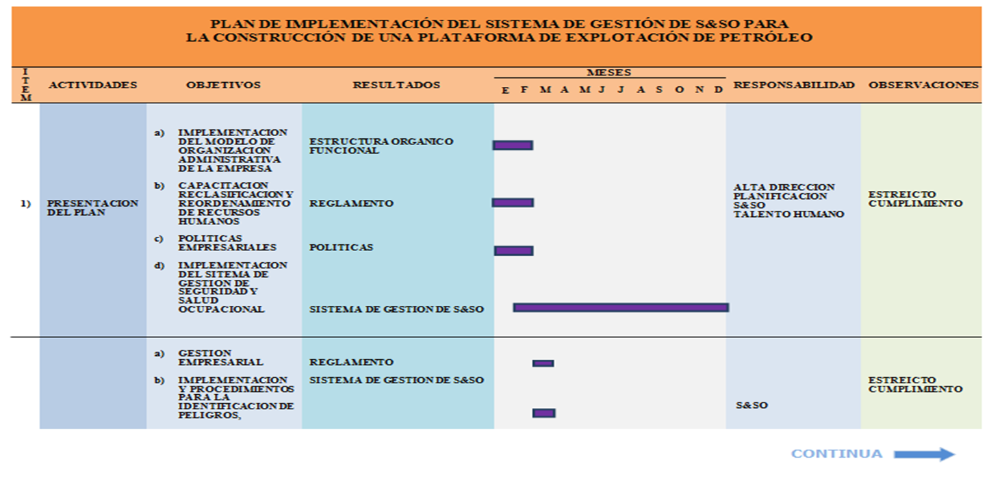 PLAN DE IMPLEMENTACIÓN DEL SISTEMA DE GESTIÓN DE S&SO PARA
LA CONSTRUCCIÓN DE UNA PLATAFORMA DE EXPLOTACIÓN DE PETRÓLEO
ITEM
ACTIVIDADES
OBJETIVOS
RESULTADOS
MESES
E F M A M J J A S O N D
RESPONSABILIDAD
OBSERVACIONES
1)
PRESENTACION
DEL PLAN
a) IMPLEMENTACION
DEL MODELO DE
ORGANIZACION
ADMINISTRATIVA
DE LA EMPRESA
b) CAPACITACION
RECLASIFICACION Y
REORDENAMIENTO
DE RECURSOS
HUMANOS
c) POLITICAS
EMPRESARIALES
d) IMPLEMENTACION
DEL SITEMA DE
GESTION DE
SEGURIDAD Y
SALUD
OCUPACIONAL
ESTRUCTURA ORGANICO
FUNCIONAL
REGLAMENTO
POLITICAS
SISTEMA DE GESTION DE S&SO
ALTA DIRECCION
PLANIFICACION
S&SO
TALENTO HUMANO
ESTREICTO
CUMPLIMIENTO
a) GESTION
EMPRESARIAL
b) IMPLEMENTACION
Y PROCEDIMIENTOS
PARA LA
IDENTIFICACION DE
PELIGROS,
REGLAMENTO
SISTEMA DE GESTION DE S&SO
S&SO
ESTREICTO
CUMPLIMIENTO
CONTINUA